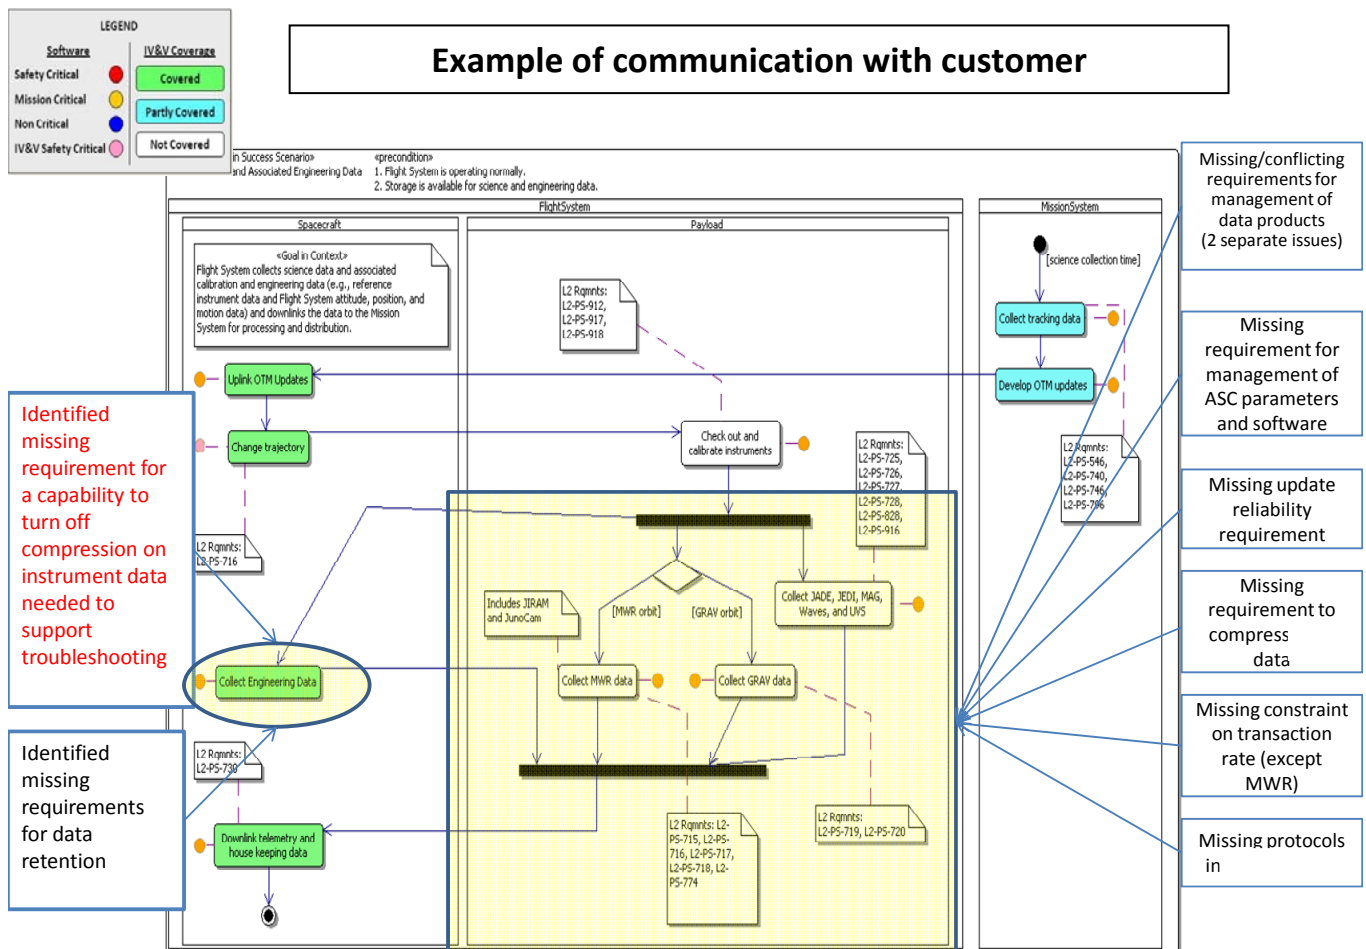 LEGEND
Software
IV&V Coverage
Safety Critical
Covered
Mission Critical
Partly Covered
Non Critical
Not Covered
IV&V Safety Critical
Example of communication with customer
in Success Scenario»
and Associated Engineering Data
«precondition»
1. Flight System is operating normally.
2. Storage is available for science and engineering data.
FlightSystem
MissionSystem
Spacecraft
Payload
«Goal in Context»
Flight System collects science data and associated
calibration and engineering data (e.g., reference
instrument data and Flight System attitude, position, and
motion data) and downlinks the data to the Mission
System for processing and distribution.
L2 Rqmnts:
L2-PS-912,
L2-PS-917,
L2-PS-918
[science collection time]
Collect tracking data
Develop OTM updates
Uplink OTM Updates
Change trajectory
Check out and
calibrate instruments
L2 Rqmnts:
L2-PS-725,
L2-PS-726,
L2-PS-727,
L2-PS-728,
L2-PS-828,
L2-PS-916
L2 Rqmnts:
L2-PS-546,
L2-PS-740,
L2-PS-746,
L2-PS-796
L2 Rqmnts:
L2-PS-716
Includes JIRAM
and JunoCam
[MWR orbit]
[GRAV orbit]
Collect JADE, JEDI, MAG,
Waves, and UVS
Collect Engineering Data
Collect MWR data
Collect GRAV data
L2 Rqmnts:
L2-PS-730
Downlink telemetry and
house keeping data
L2 Rqmnts: L2-
PS-715, L2-PS-
716, L2-PS-717,
L2-PS-718, L2-
PS-774
L2 Rqmnts:
L2-PS-719, L2-PS-720
Identified
missing
requirement for
a capability to
turn off
compression on
instrument data
needed to
support
troubleshooting
Identified
missing
requirements
for data
retention
Missing/conflicting
requirements for
management of
data products
(2 separate issues)
Missing
requirement for
management of
ASC parameters
and software
Missing update
reliability
requirement
Missing
requirement to
compress
data
Missing constraint
on transaction
rate (except
MWR)
Missing protocols
in